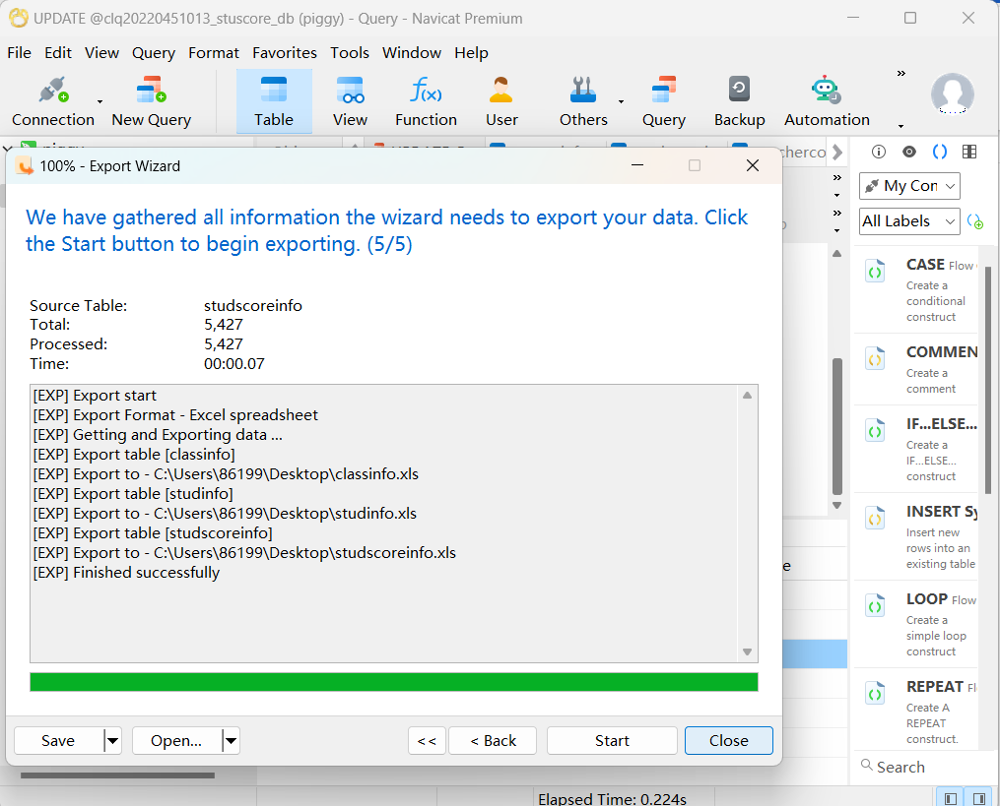 UPDATE @clq20220451013_stuscore_db (piggy) - Query - Navicat Premium
File Edit View Query Format Favorites Tools Window Help
Connection New Query Table View Function User Others Query Backup Automation
100% - Export Wizard
We have gathered all information the wizard needs to export your data. Click
the Start button to begin exporting. (5/5)
Source Table: studscoreinfo
Total: 5,427
Processed: 5,427
Time: 00:00.07
[EXP] Export start
[EXP] Export Format - Excel spreadsheet
[EXP] Getting and Exporting data ...
[EXP] Export table [classinfo]
[EXP] Export to - C:\Users\86199\Desktop\classinfo.xls
[EXP] Export table [studinfo]
[EXP] Export to - C:\Users\86199\Desktop\studinfo.xls
[EXP] Export table [studscoreinfo]
[EXP] Export to - C:\Users\86199\Desktop\studscoreinfo.xls
[EXP] Finished successfully
Save Open... << < Back Start Close
cherco
My Con
All Labels
CASE Flow
Create a
conditional
construct
COMMEN
Create a
comment
IF...ELSE...
Create a
IF...ELSE...
construct
INSERT Sy
Insert new
rows into an
existing table
LOOP Flow
Create a
simple loop
construct
REPEAT Fl
Create A
REPEAT
construct.
Search
e
Elapsed Time: 0.224s